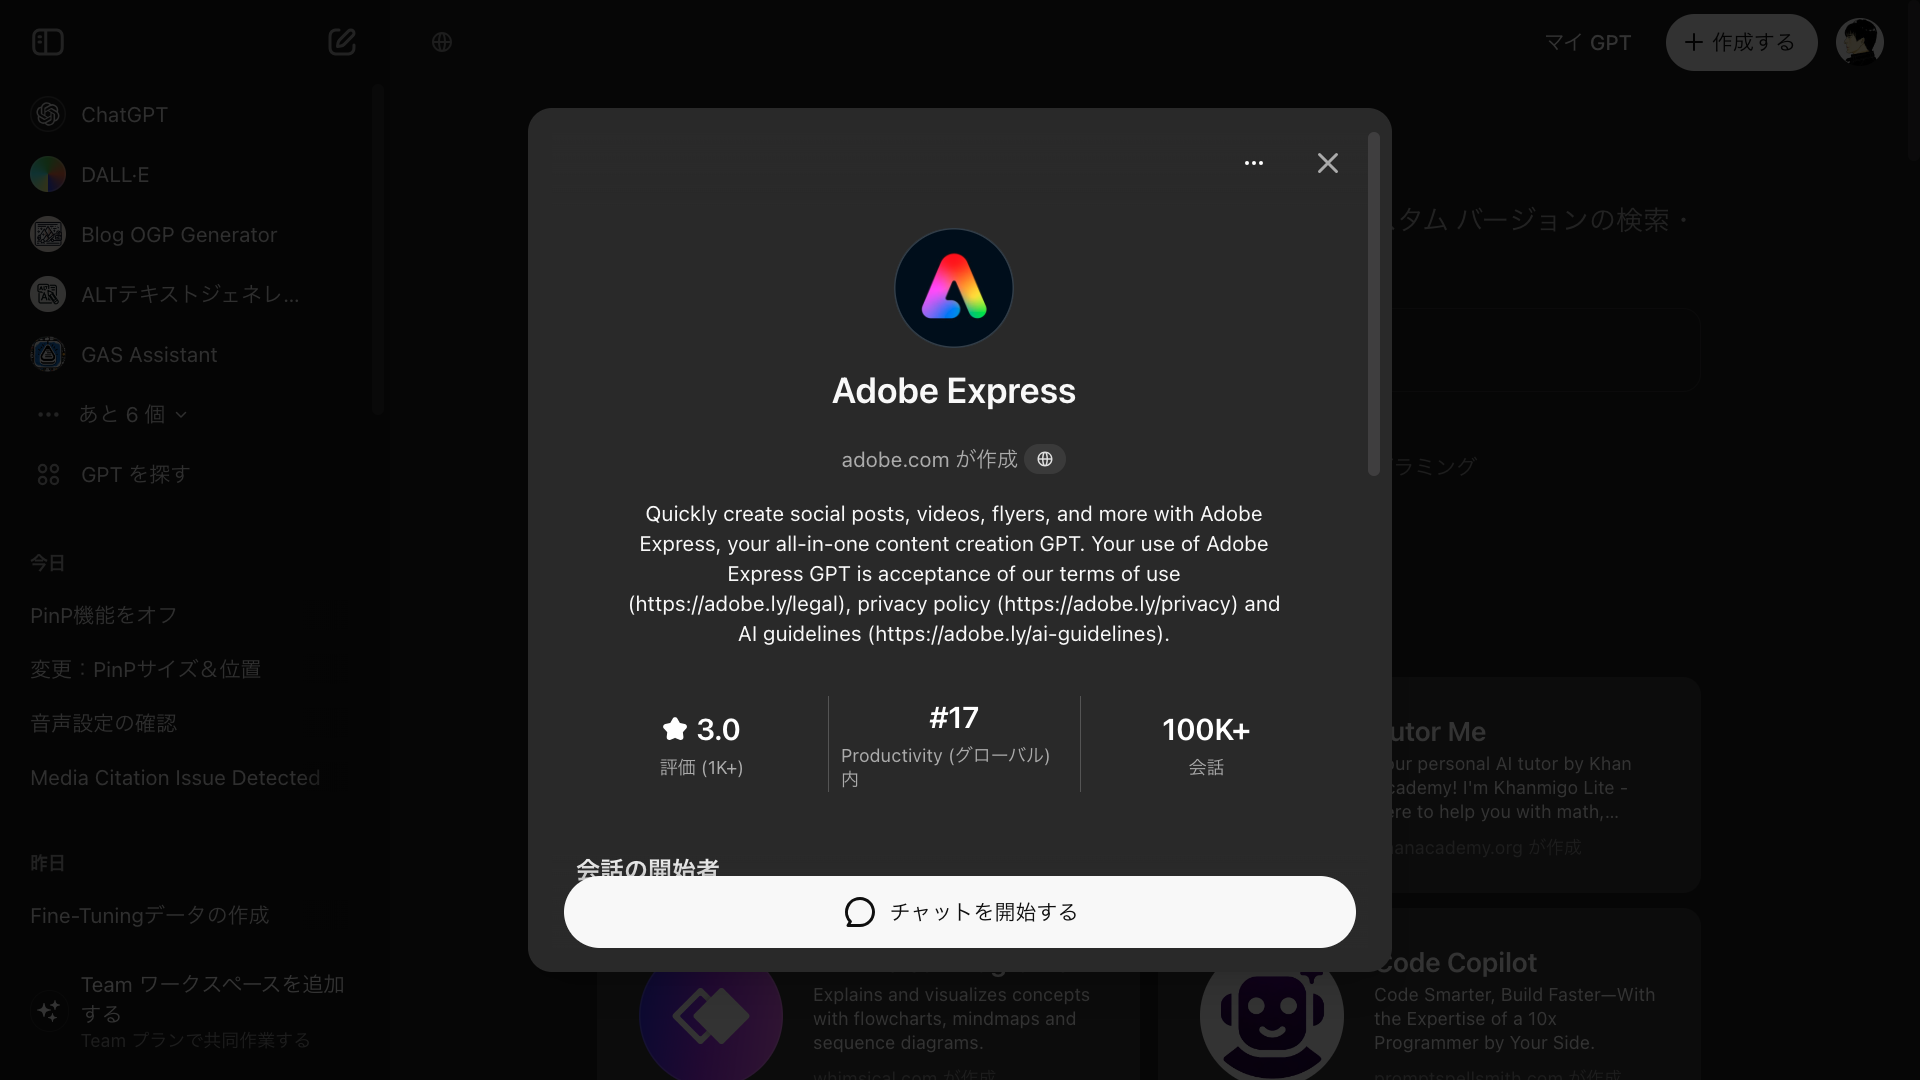 マイ GPT
作成する
ChatGPT
DALL·E
Blog OGP Generator
ALTテキストジェネレ...
GAS Assistant
あと 6 個
GPT を探す
今日
PinP機能をオフ
変更：PinPサイズ＆位置
音声設定の確認
Media Citation Issue Detected
昨日
Fine-Tuningデータの作成
Team ワークスペースを追加
する
Team プランで共同作業する
タム バージョンの検索・
ラミング
Adobe Express
adobe.com が作成
Quickly create social posts, videos, flyers, and more with Adobe
Express, your all-in-one content creation GPT. Your use of Adobe
Express GPT is acceptance of our terms of use
(https://adobe.ly/legal), privacy policy (https://adobe.ly/privacy) and
AI guidelines (https://adobe.ly/ai-guidelines).
3.0
評価 (1K+)
#17
Productivity (グローバル)
内
100K+
会話
会話の開始者
チャットを開始する
utor Me
our personal AI tutor by Khan
cademy! I'm Khanmigo Lite -
ere to help you with math,...
hanacademy.org が作成
Explains and visualizes concepts
with flowcharts, mindmaps and
sequence diagrams.
whimsical.com が作成
Code Copilot
Code Smarter, Build Faster—With
the Expertise of a 10x
Programmer by Your Side.
promptspellsmith.com が作成